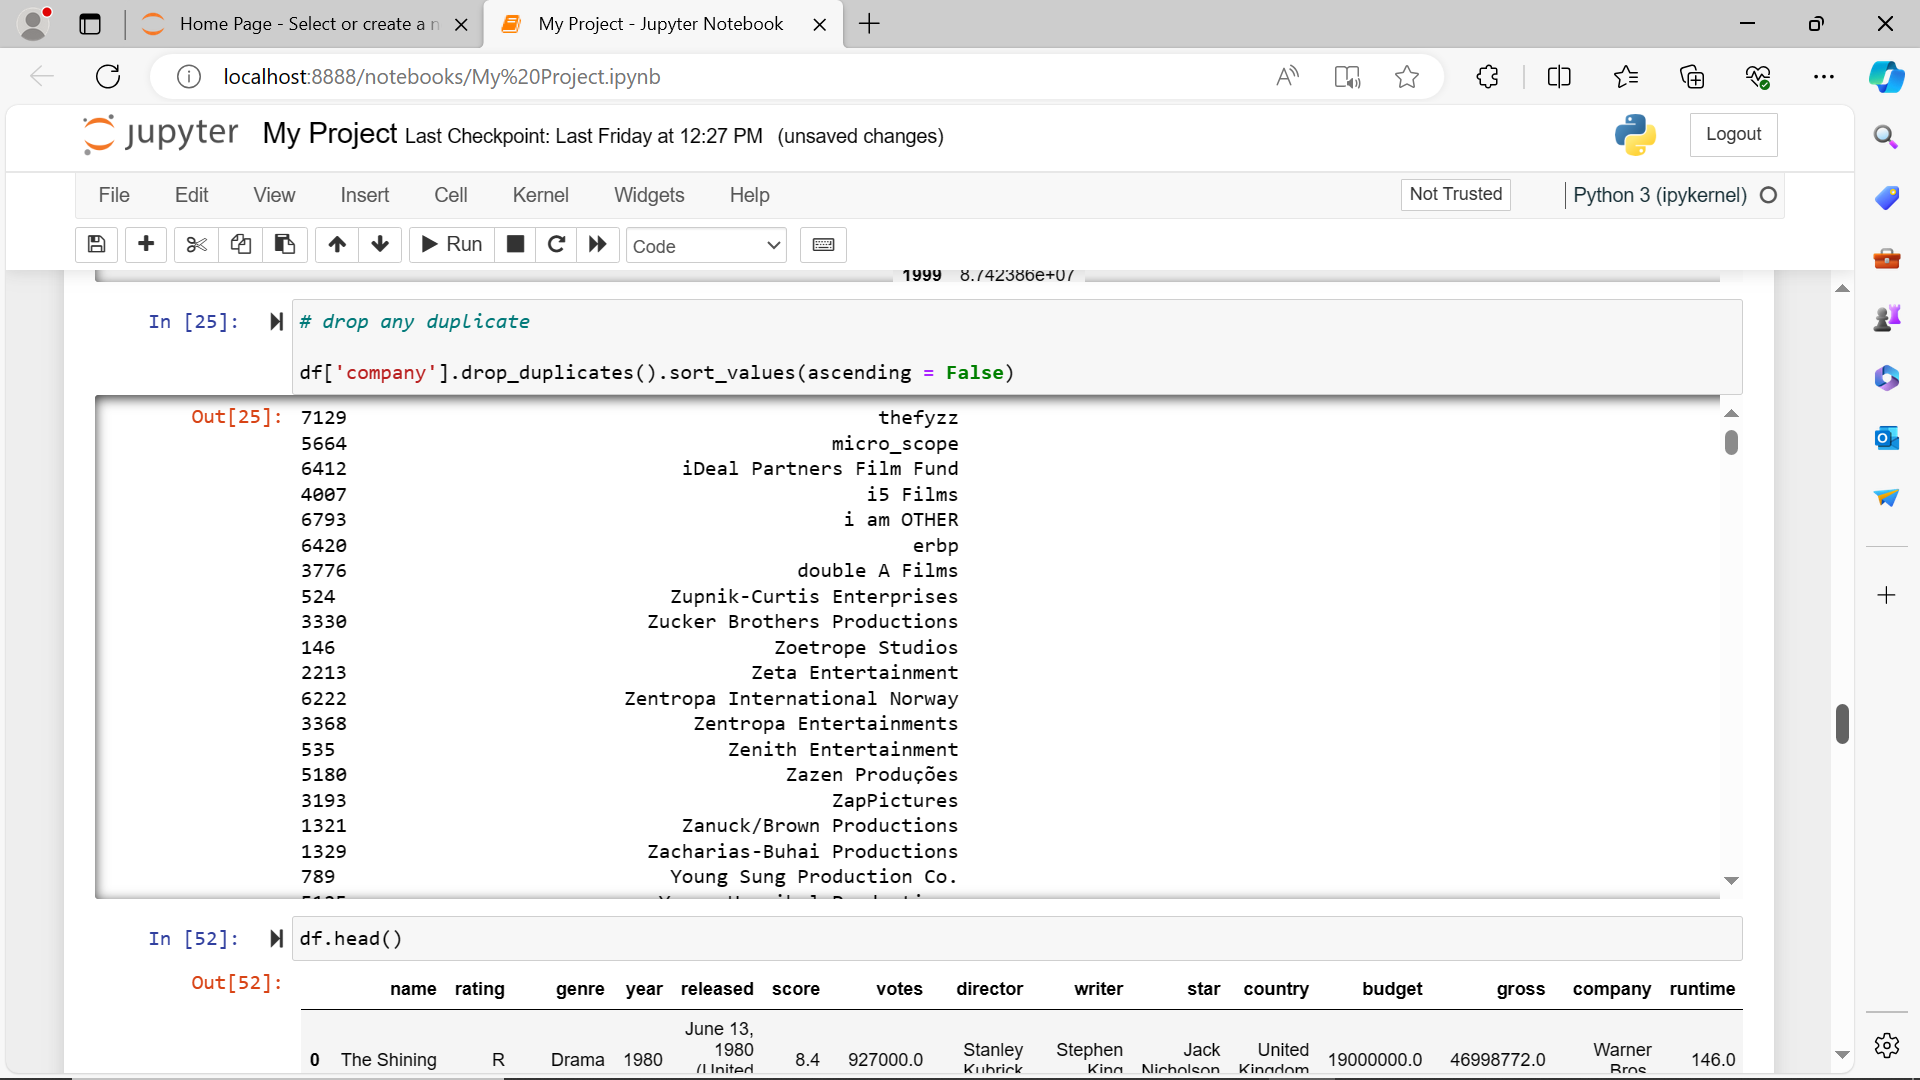 Home Page - Select or create a n
My Project - Jupyter Notebook
localhost:8888/notebooks/My%20Project.ipynb
jupyter My Project Last Checkpoint: Last Friday at 12:27 PM (unsaved changes)
Logout
File Edit View Insert Cell Kernel Widgets Help
Not Trusted
Python 3 (ipykernel)
Run
Code
1999 8.742386e+07
In [25]:
# drop any duplicate
df['company'].drop_duplicates().sort_values(ascending = False)
Out[25]:
7129 thefyzz
5664 micro_scope
6412 iDeal Partners Film Fund
4007 i5 Films
6793 i am OTHER
6420 erbp
3776 double A Films
524 Zupnik-Curtis Enterprises
3330 Zucker Brothers Productions
146 Zoetrope Studios
2213 Zeta Entertainment
6222 Zentropa International Norway
3368 Zentropa Entertainments
535 Zenith Entertainment
5180 Zazen Produções
3193 ZapPictures
1321 Zanuck/Brown Productions
1329 Zacharias-Buhai Productions
789 Young Sung Production Co.
In [52]: df.head()
Out[52]:
name rating genre year released score votes director writer star country budget gross company runtime
0 The Shining R Drama 1980 June 13, 1980 (United 8.4 927000.0 Stanley Kubrick Stephen King Jack Nicholson United Kingdom 19000000.0 46998772.0 Warner Bros. 146.0